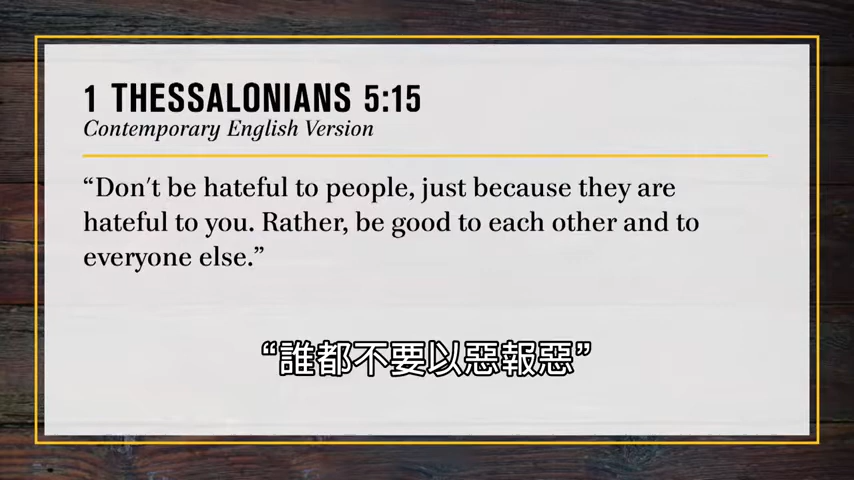 1 THESSALONIANS 5:15
Contemporary English Version
“Don't be hateful to people, just because they are
hateful to you. Rather, be good to each other and to
everyone else.”
“誰都不要以惡報惡”